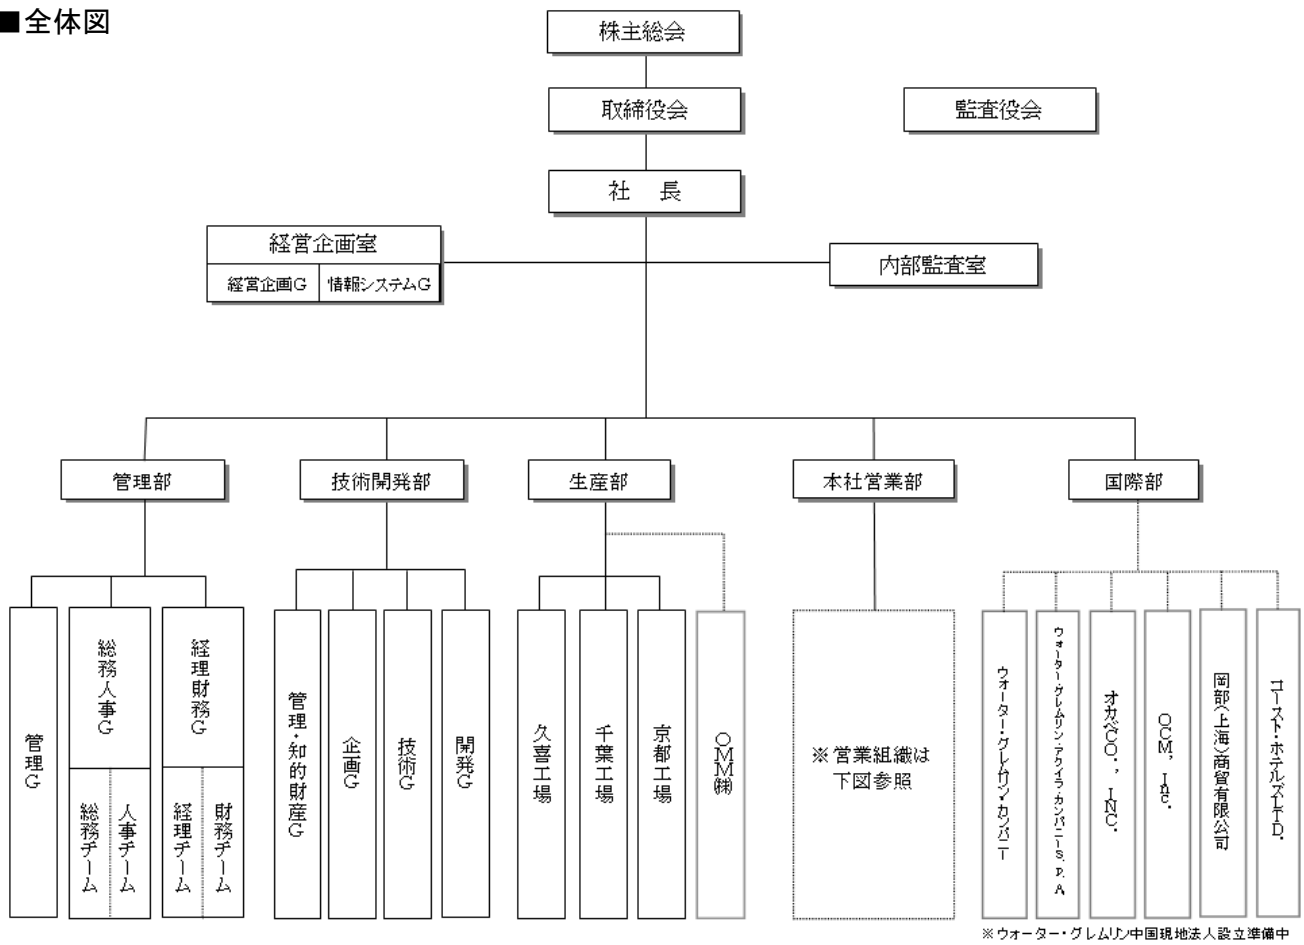 ■全体図
株主総会
取締役会
監査役会
社　長
経営企画室
経営企画G
情報システムG
内部監査室
管理部
技術開発部
生産部
本社営業部
国際部
管理G
総務人事G
総務チーム
人事チーム
経理財務G
経理チーム
財務チーム
管理・知的財産G
企画G
技術G
開発G
久喜工場
千葉工場
京都工場
OMM㈱
※営業組織は
下図参照
ウォーター・グレムリン・カンパニー
ウォーター・グレムリン・アクイラ・カンパニーS.P.A
オカベCO., INC.
OCM, Inc.
岡部(上海)商貿有限公司
コースト・ホテルズLTD.
※ウォーター・グレムリン中国現地法人設立準備中